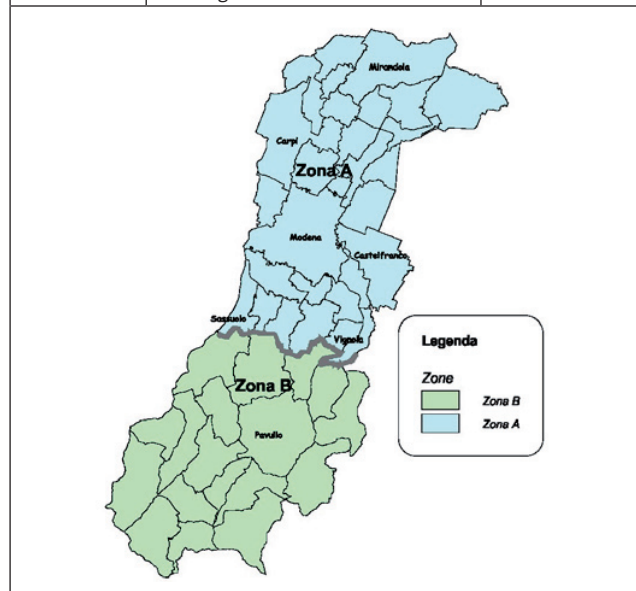 Mirandola
Carpi
Zona A
Modena
Castelfranco
Sassuolo
Vignola
Zona B
Pavullo
Legenda
Zone
Zona B
Zona A